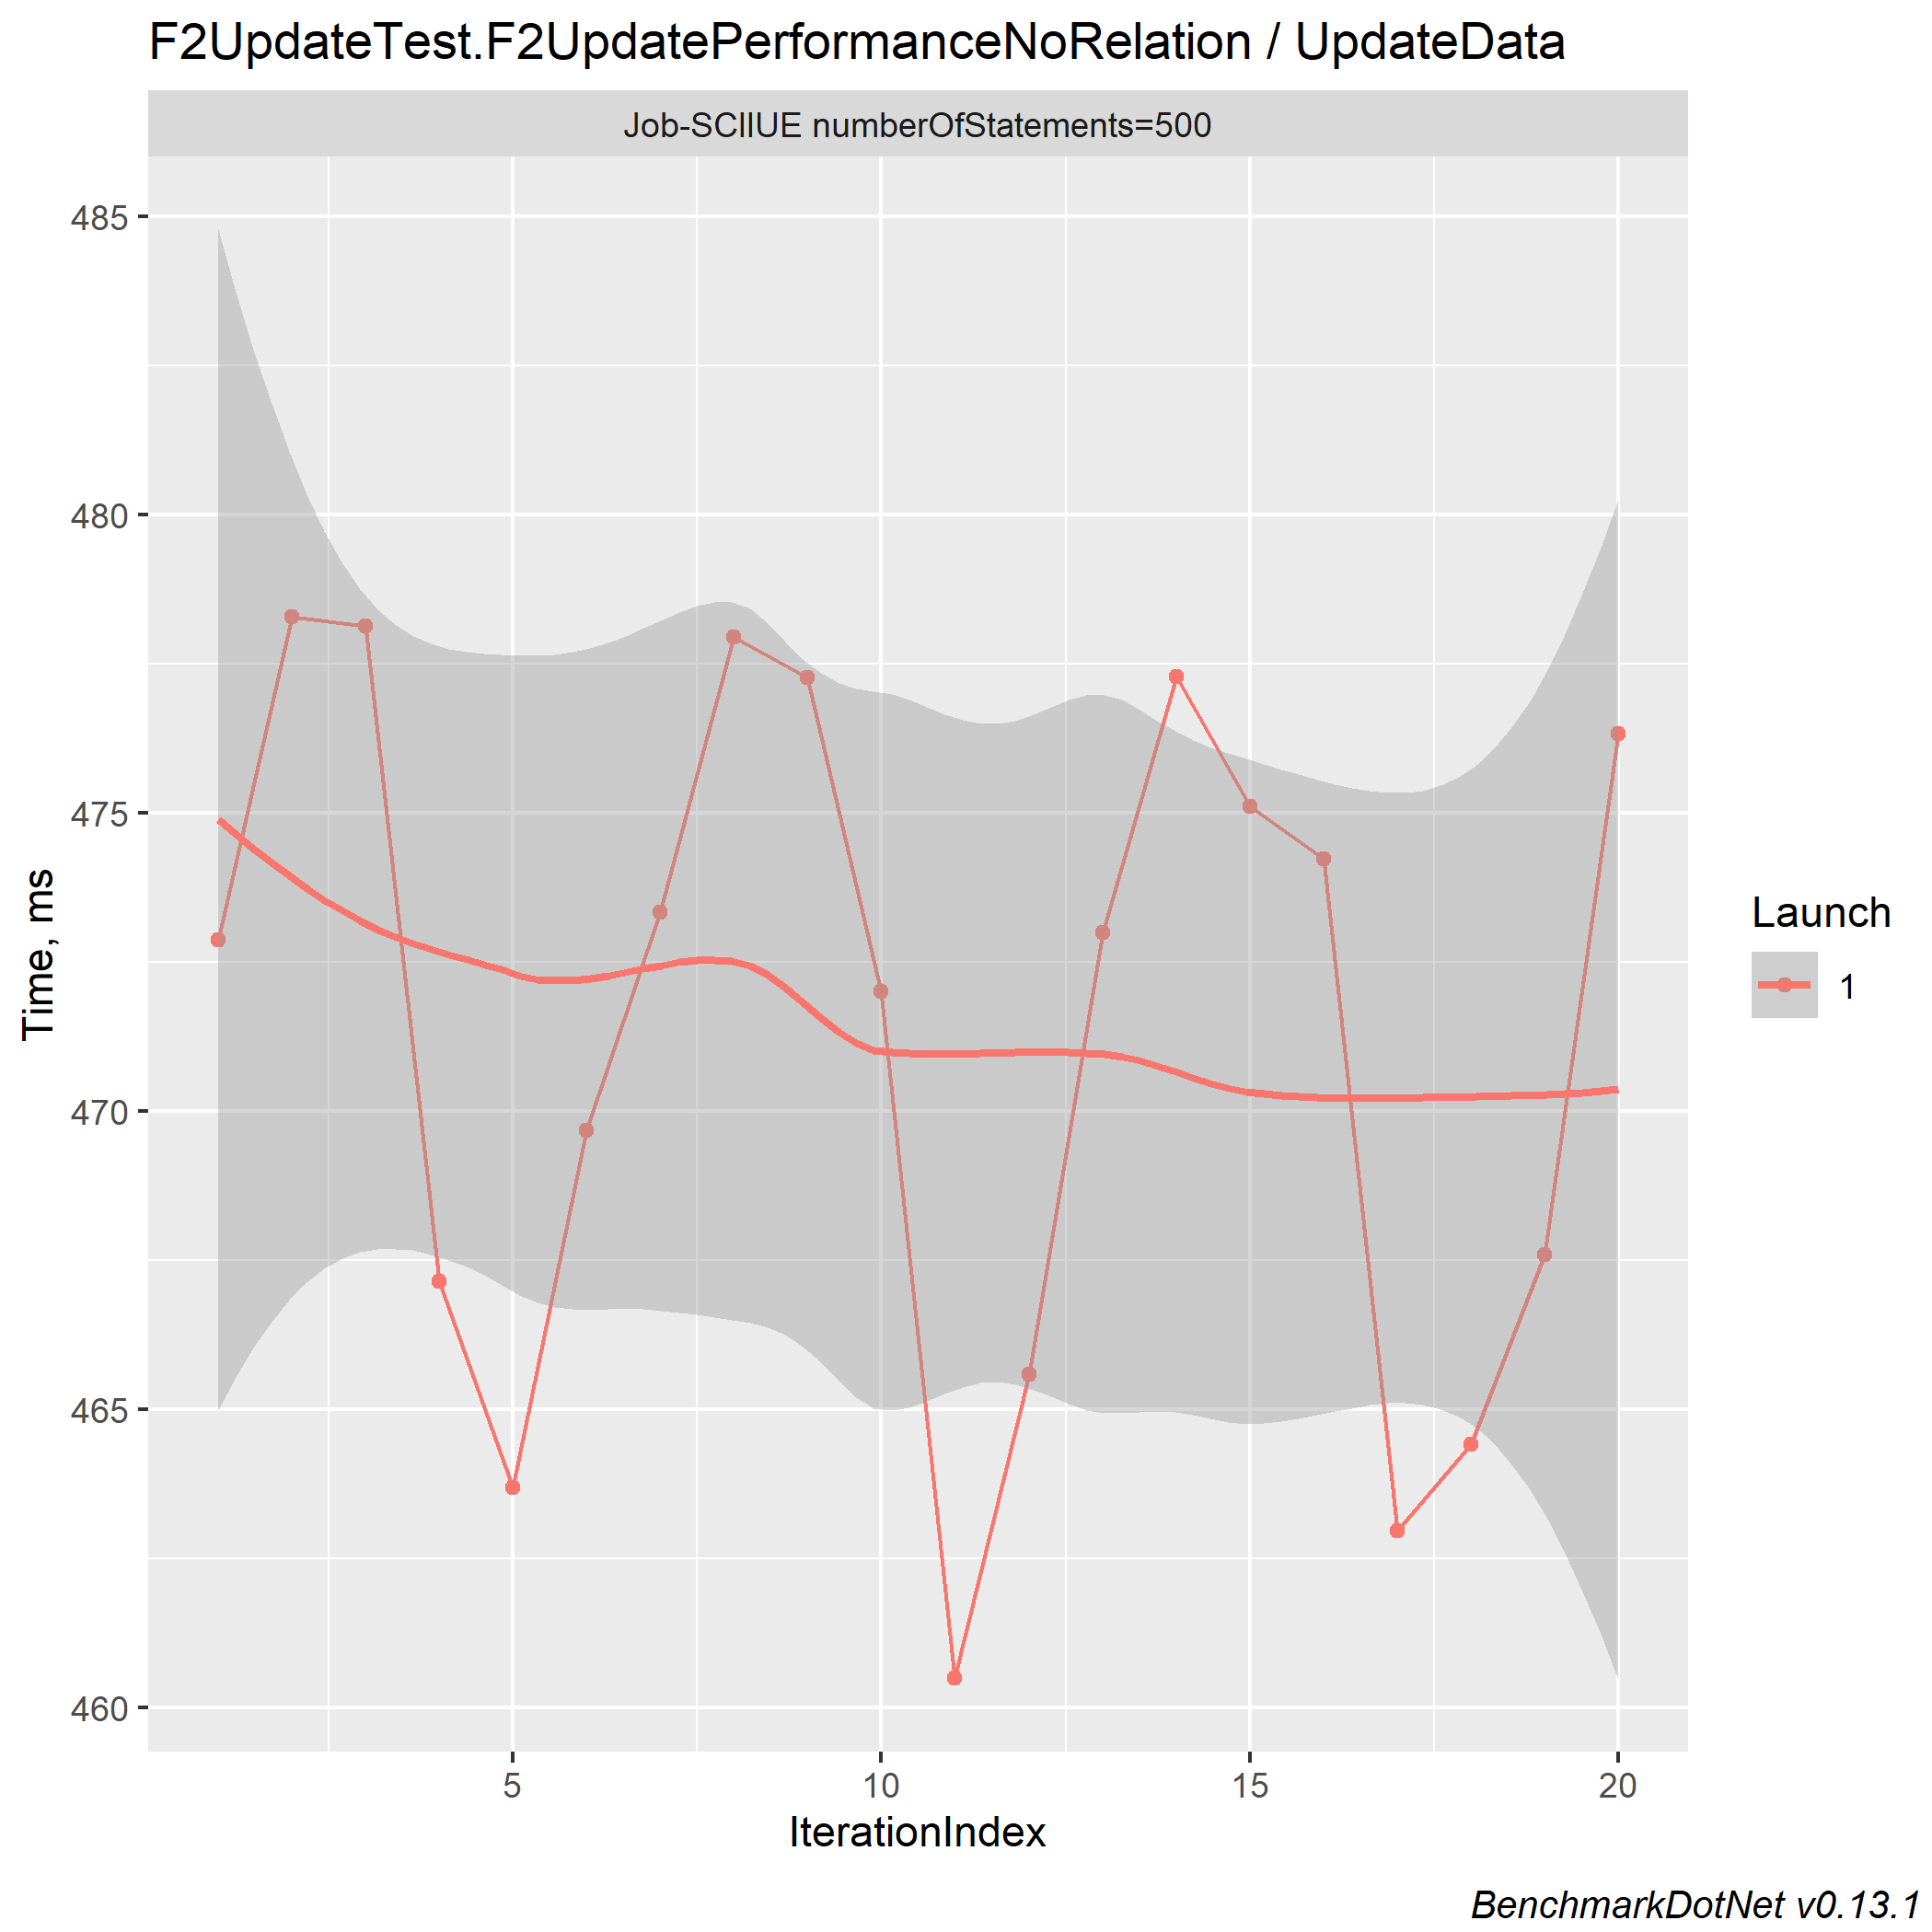 F2UpdateTest.F2UpdatePerformanceNoRelation / UpdateData
Job-SCIIUE numberOfStatements=500
485
480
475
470
465
460
Time, ms
5 10 15 20
IterationIndex
Launch
1
BenchmarkDotNet v0.13.1